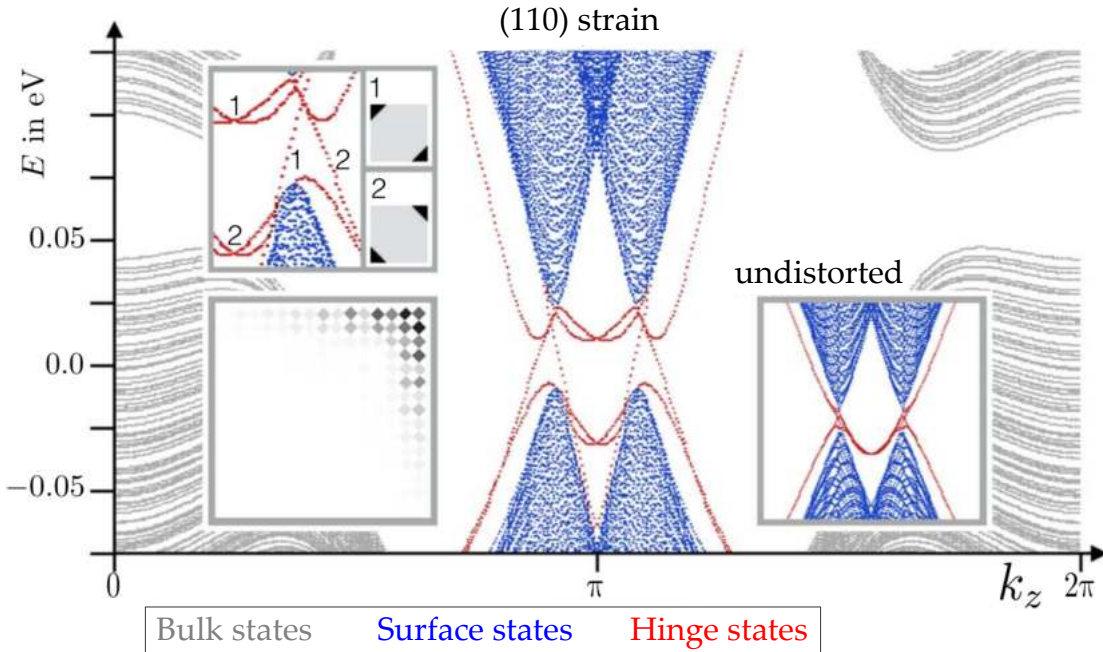 (110) strain
E in eV
0.05
0.0
−0.05
1
1
2
2
1
2
undistorted
0
π
k_z
2π
Bulk states Surface states Hinge states